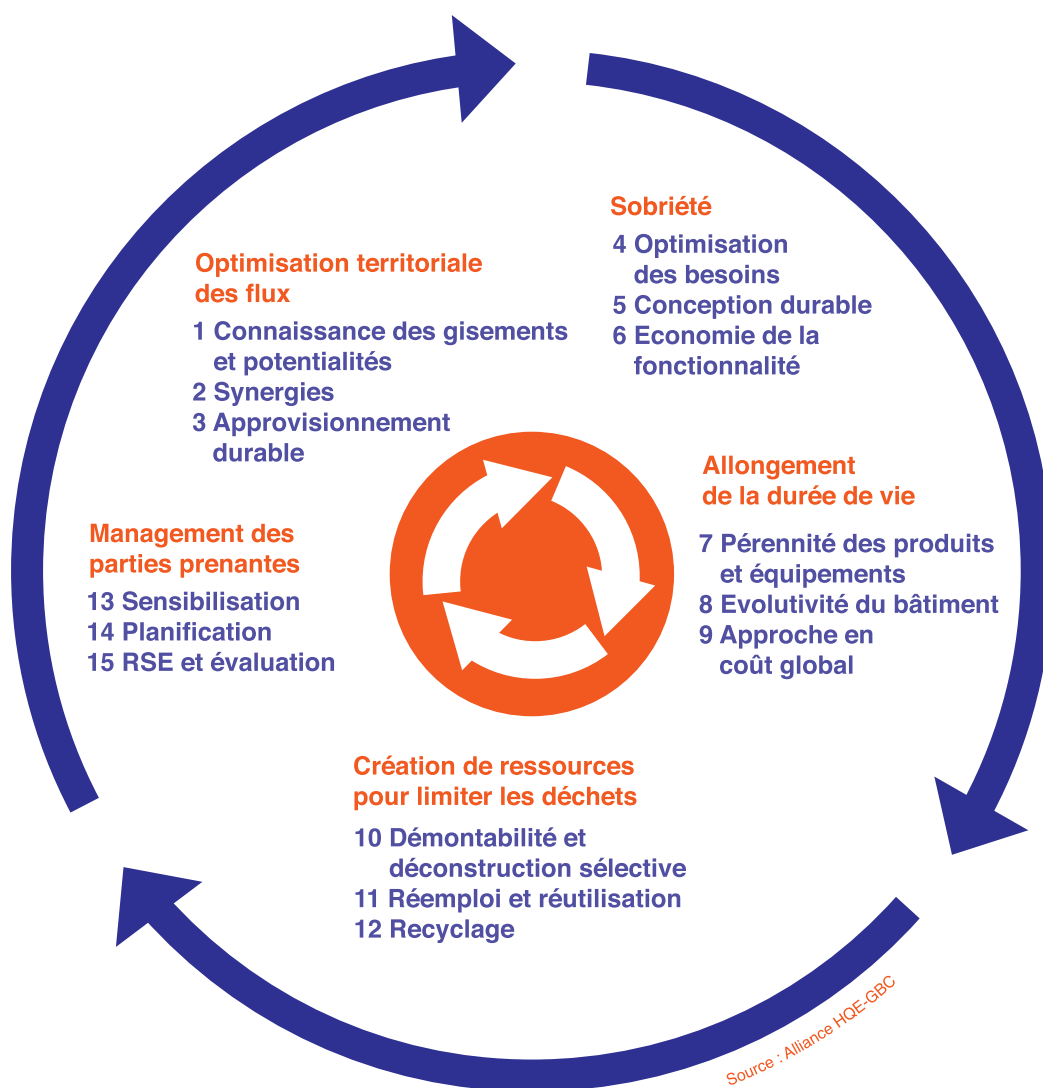 Optimisation territoriale
des flux
1 Connaissance des gisements
et potentialités
2 Synergies
3 Approvisionnement
durable
Sobriété
4 Optimisation
des besoins
5 Conception durable
6 Economie de la
fonctionnalité
Allongement
de la durée de vie
7 Pérennité des produits
et équipements
8 Evolutivité du bâtiment
9 Approche en
coût global
Création de ressources
pour limiter les déchets
10 Démontabilité et
déconstruction sélective
11 Réemploi et réutilisation
12 Recyclage
Management des
parties prenantes
13 Sensibilisation
14 Planification
15 RSE et évaluation
Source : Alliance HQE-GBC